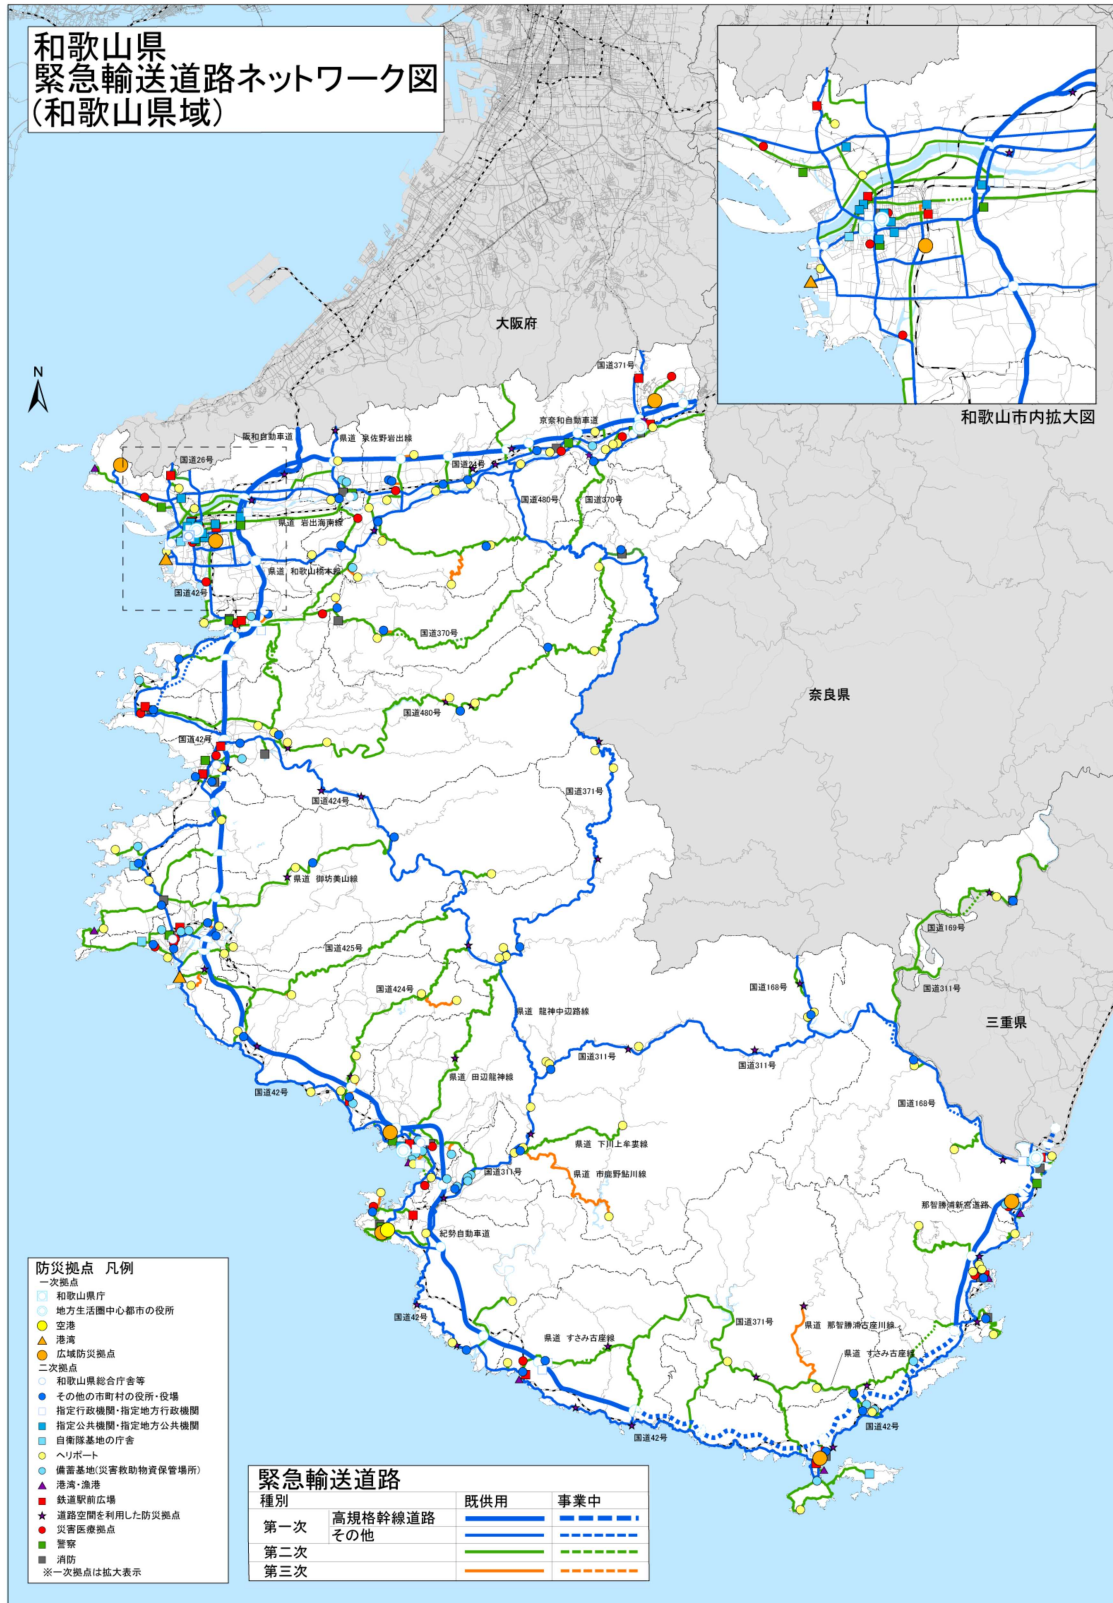 和歌山県
緊急輸送道路ネットワーク図
(和歌山県域)
和歌山市内拡大図
N
大阪府
国道371号
京奈和自動車道
阪和自動車道
県道 泉佐野岩出線
国道26号
国道24号
国道480号
国道370号
県道 岩出海南線
県道 和歌山橋本線
国道42号
国道370号
奈良県
国道480号
国道42号
国道371号
国道424号
県道 御坊美山線
国道169号
国道425号
国道311号
国道424号
国道168号
県道 龍神中辺路線
三重県
国道311号
国道311号
県道 田辺龍神線
国道42号
国道168号
県道 下川上牟婁線
国道311号
県道 市鹿野鮎川線
那智勝浦新宮道路
紀勢自動車道
国道42号
県道 すさみ古座線
国道371号
県道 那智勝浦古座川線
県道 すさみ古座線
国道42号
国道42号
防災拠点 凡例
一次拠点
和歌山県庁
地方生活圏中心都市の役所
空港
港湾
広域防災拠点
二次拠点
和歌山県総合庁舎等
その他の市町村の役所・役場
指定行政機関・指定地方行政機関
指定公共機関・指定地方公共機関
自衛隊基地の庁舎
ヘリポート
備蓄基地(災害救助物資保管場所)
港湾・漁港
鉄道駅前広場
道路空間を利用した防災拠点
災害医療拠点
警察
消防
※一次拠点は拡大表示
緊急輸送道路
種別 既供用 事業中
第一次 高規格幹線道路
その他
第二次
第三次